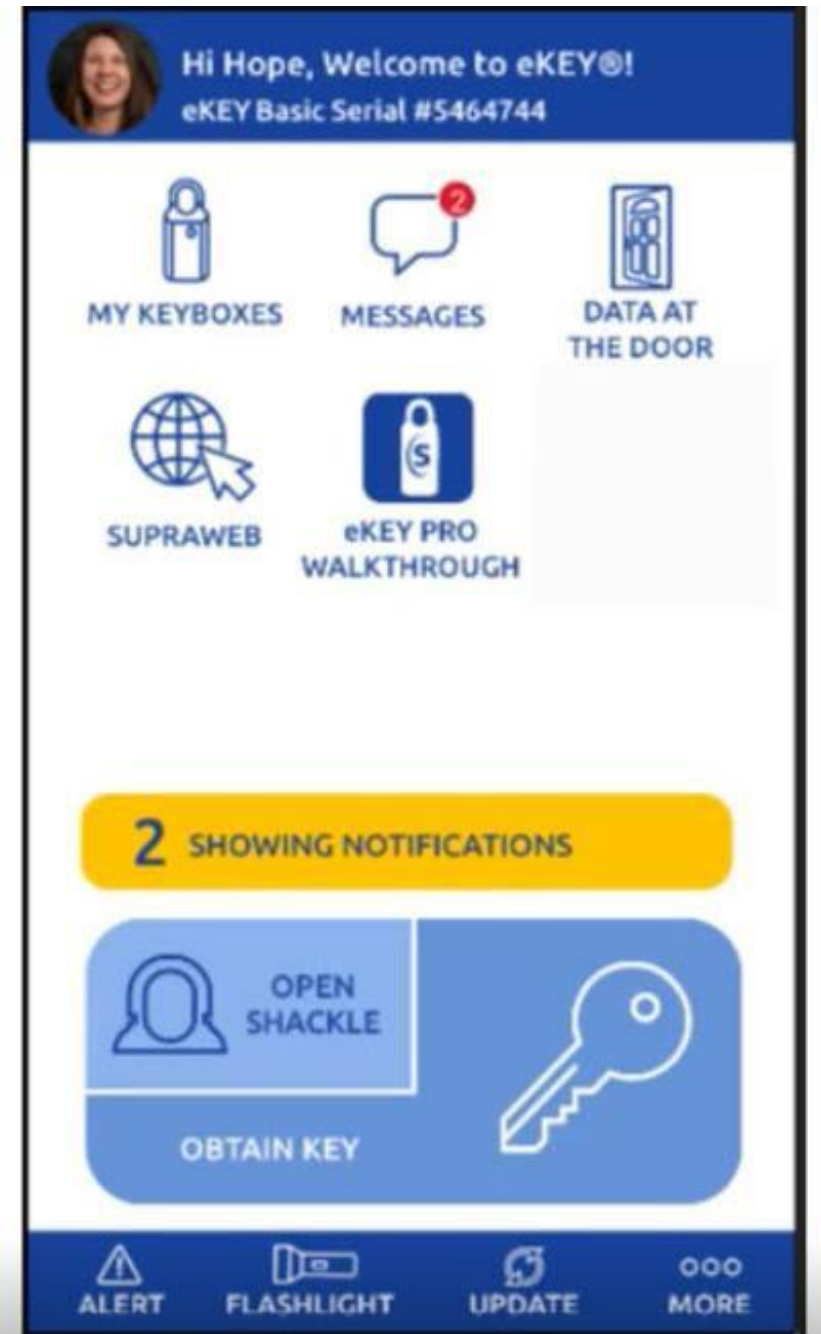 Hi Hope, Welcome to eKEY®!
eKEY Basic Serial #5464744
MY KEYBOXES
MESSAGES
2
DATA AT
THE DOOR
SUPRAWEB
S
eKEY PRO
WALKTHROUGH
2 SHOWING NOTIFICATIONS
OPEN
SHACKLE
OBTAIN KEY
ALERT
FLASHLIGHT
UPDATE
MORE